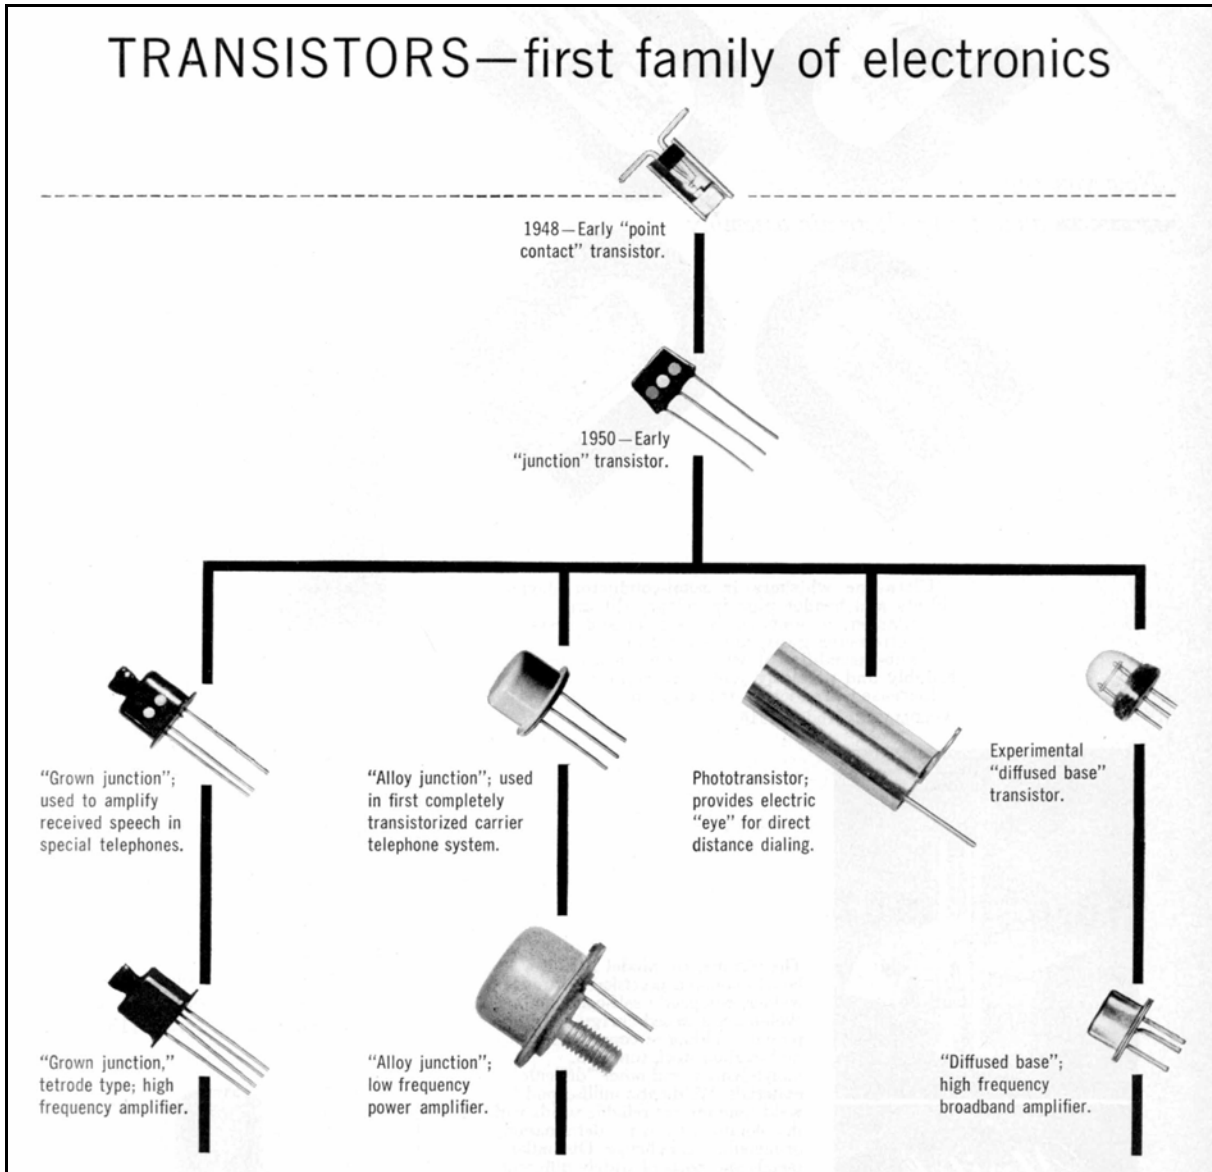 TRANSISTORS—first family of electronics
1948—Early “point
contact” transistor.
1950—Early
“junction” transistor.
“Grown junction”;
used to amplify
received speech in
special telephones.
“Alloy junction”; used
in first completely
transistorized carrier
telephone system.
Phototransistor;
provides electric
“eye” for direct
distance dialing.
Experimental
“diffused base”
transistor.
“Grown junction,”
tetrode type; high
frequency amplifier.
“Alloy junction”;
low frequency
power amplifier.
“Diffused base”;
high frequency
broadband amplifier.